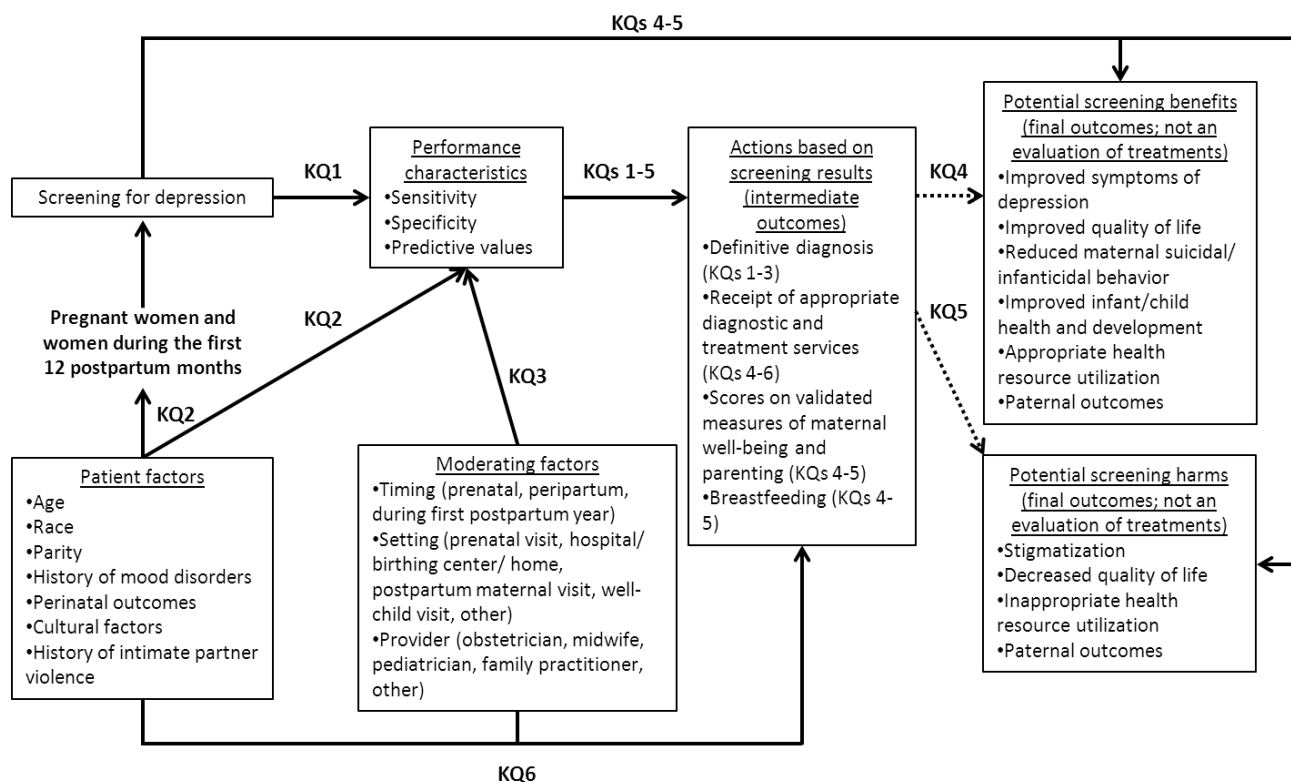 KQs 4-5
Screening for depression
KQ1
Performance
characteristics
•Sensitivity
•Specificity
•Predictive values
KQs 1-5
Actions based on
screening results
(intermediate
outcomes)
•Definitive diagnosis
(KQs 1-3)
•Receipt of appropriate
diagnostic and
treatment services
(KQs 4-6)
•Scores on validated
measures of maternal
well-being and
parenting (KQs 4-5)
•Breastfeeding (KQs 4-
5)
KQ4
KQ5
Potential screening benefits
(final outcomes; not an
evaluation of treatments)
•Improved symptoms of
depression
•Improved quality of life
•Reduced maternal suicidal/
infanticidal behavior
•Improved infant/child
health and development
•Appropriate health
resource utilization
•Paternal outcomes
Pregnant women and
women during the first
12 postpartum months
KQ2
KQ2
KQ3
Patient factors
•Age
•Race
•Parity
•History of mood disorders
•Perinatal outcomes
•Cultural factors
•History of intimate partner
violence
Moderating factors
•Timing (prenatal, peripartum,
during first postpartum year)
•Setting (prenatal visit, hospital/
birthing center/ home,
postpartum maternal visit, well-
child visit, other)
•Provider (obstetrician, midwife,
pediatrician, family practitioner,
other)
Potential screening harms
(final outcomes; not an
evaluation of treatments)
•Stigmatization
•Decreased quality of life
•Inappropriate health
resource utilization
•Paternal outcomes
KQ6